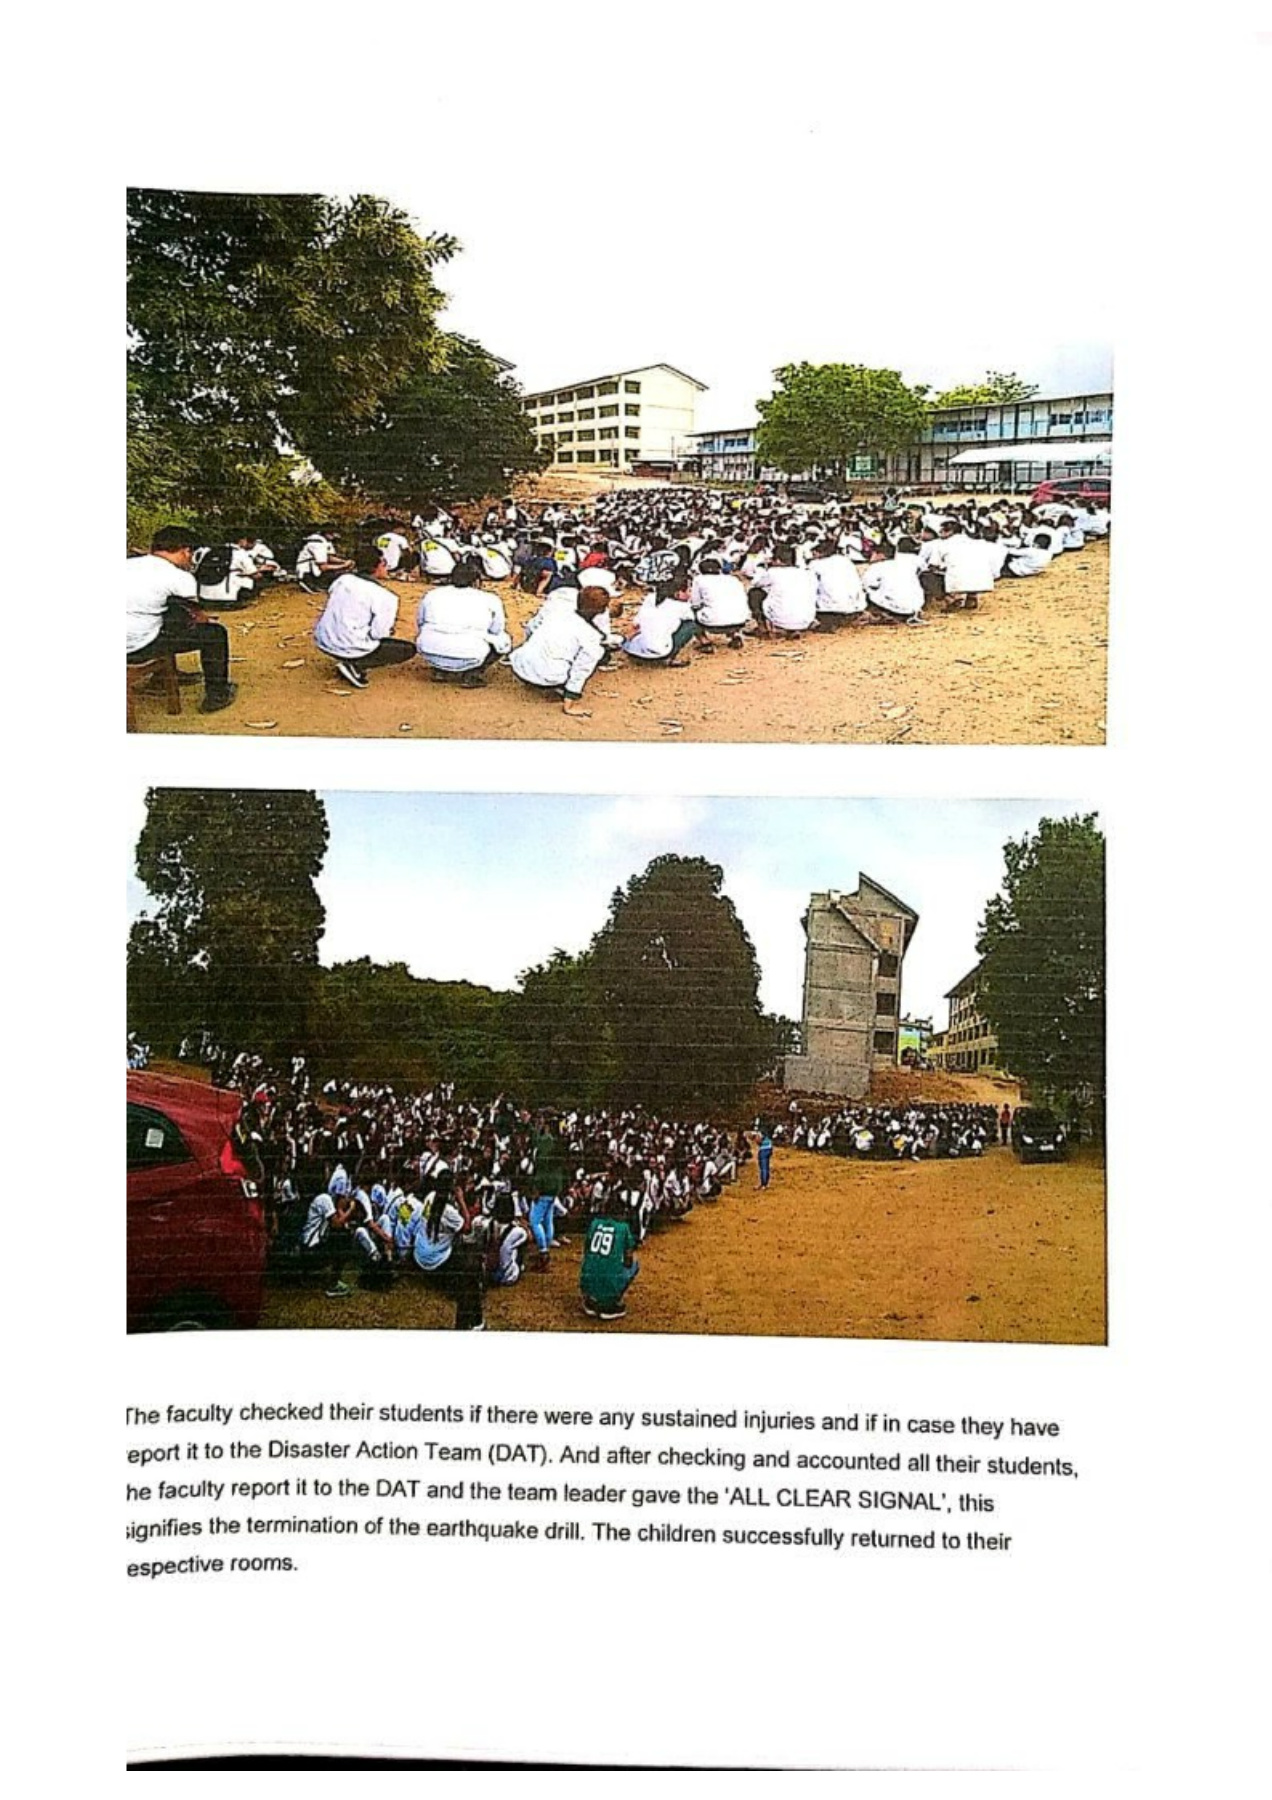 09
The faculty checked their students if there were any sustained injuries and if in case they have
eport it to the Disaster Action Team (DAT). And after checking and accounted all their students,
he faculty report it to the DAT and the team leader gave the 'ALL CLEAR SIGNAL', this
signifies the termination of the earthquake drill. The children successfully returned to their
espective rooms.